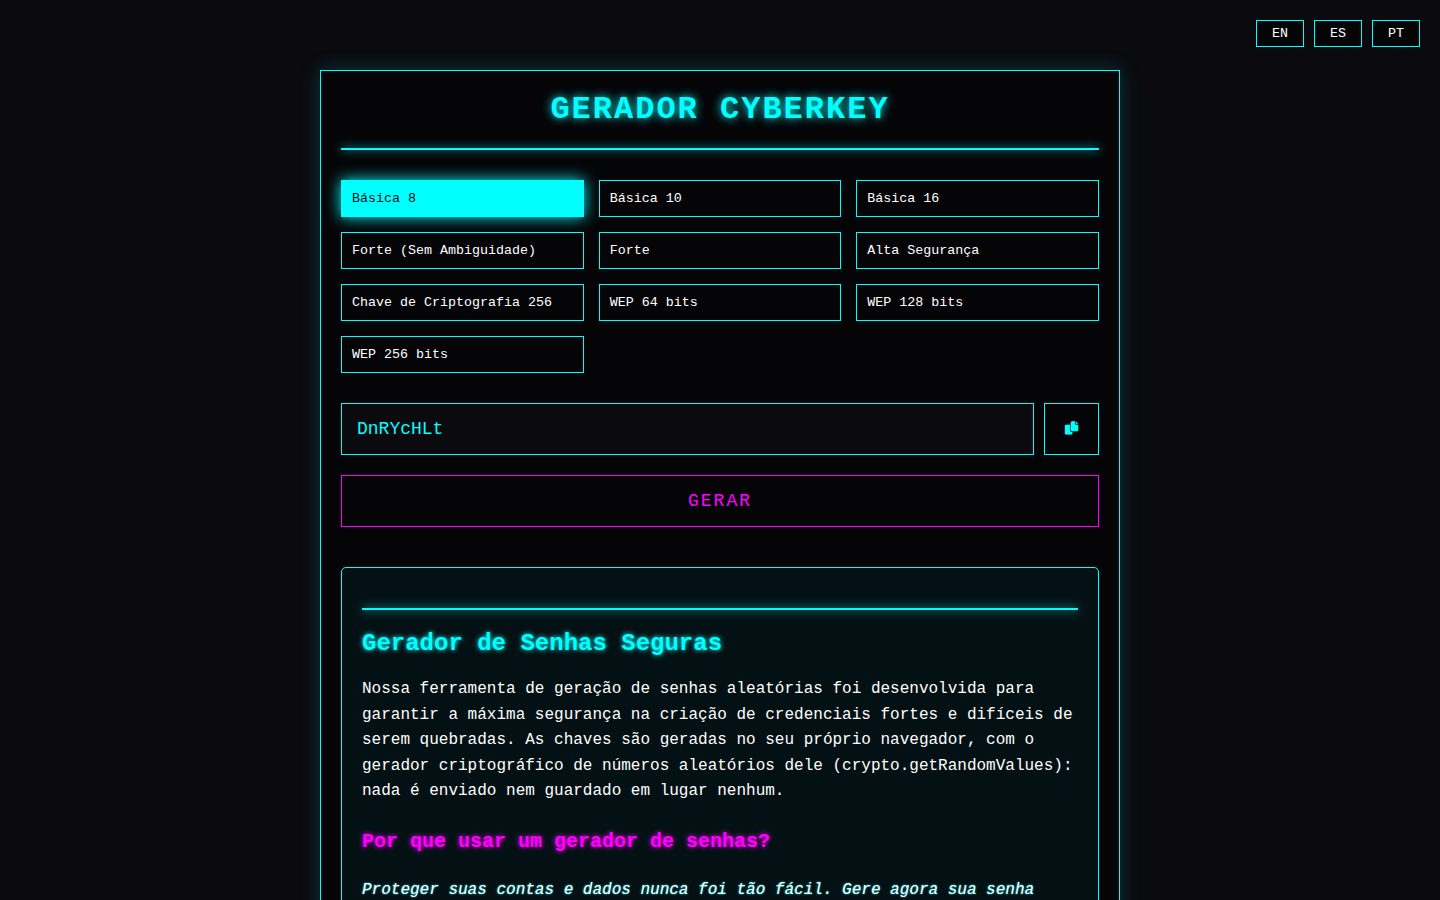 EN ES PT
GERADOR CYBERKEY
Básica 8 Básica 10 Básica 16
Forte (Sem Ambiguidade) Forte Alta Segurança
Chave de Criptografia 256 WEP 64 bits WEP 128 bits
WEP 256 bits
DnRYcHLt
GERAR
Gerador de Senhas Seguras
Nossa ferramenta de geração de senhas aleatórias foi desenvolvida para
garantir a máxima segurança na criação de credenciais fortes e difíceis de
serem quebradas. As chaves são geradas no seu próprio navegador, com o
gerador criptográfico de números aleatórios dele (crypto.getRandomValues):
nada é enviado nem guardado em lugar nenhum.
Por que usar um gerador de senhas?
Proteger suas contas e dados nunca foi tão fácil. Gere agora sua senha